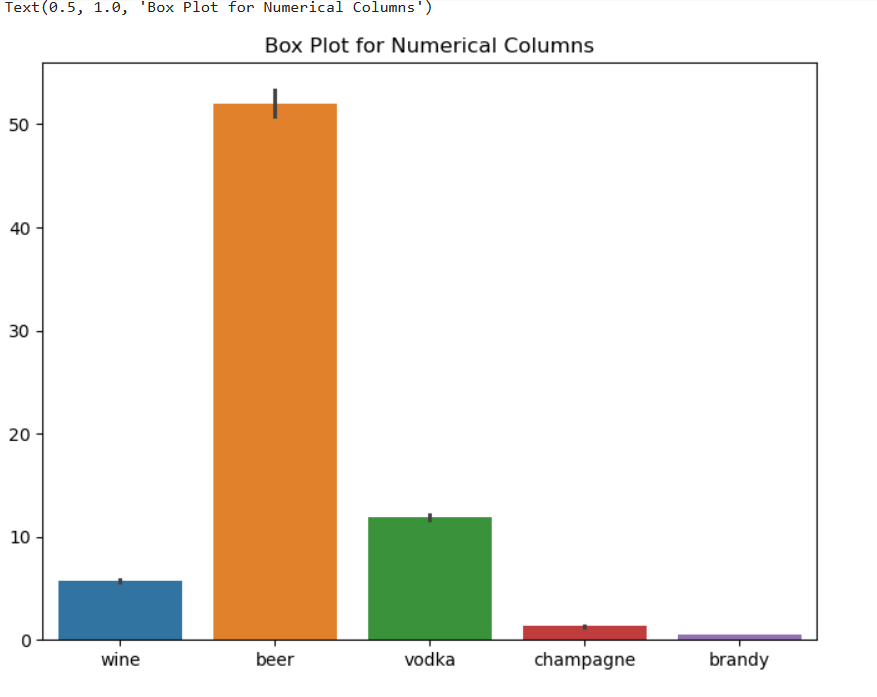 Text(0.5, 1.0, 'Box Plot for Numerical Columns')
Box Plot for Numerical Columns
50
40
30
20
10
0
wine beer vodka champagne brandy